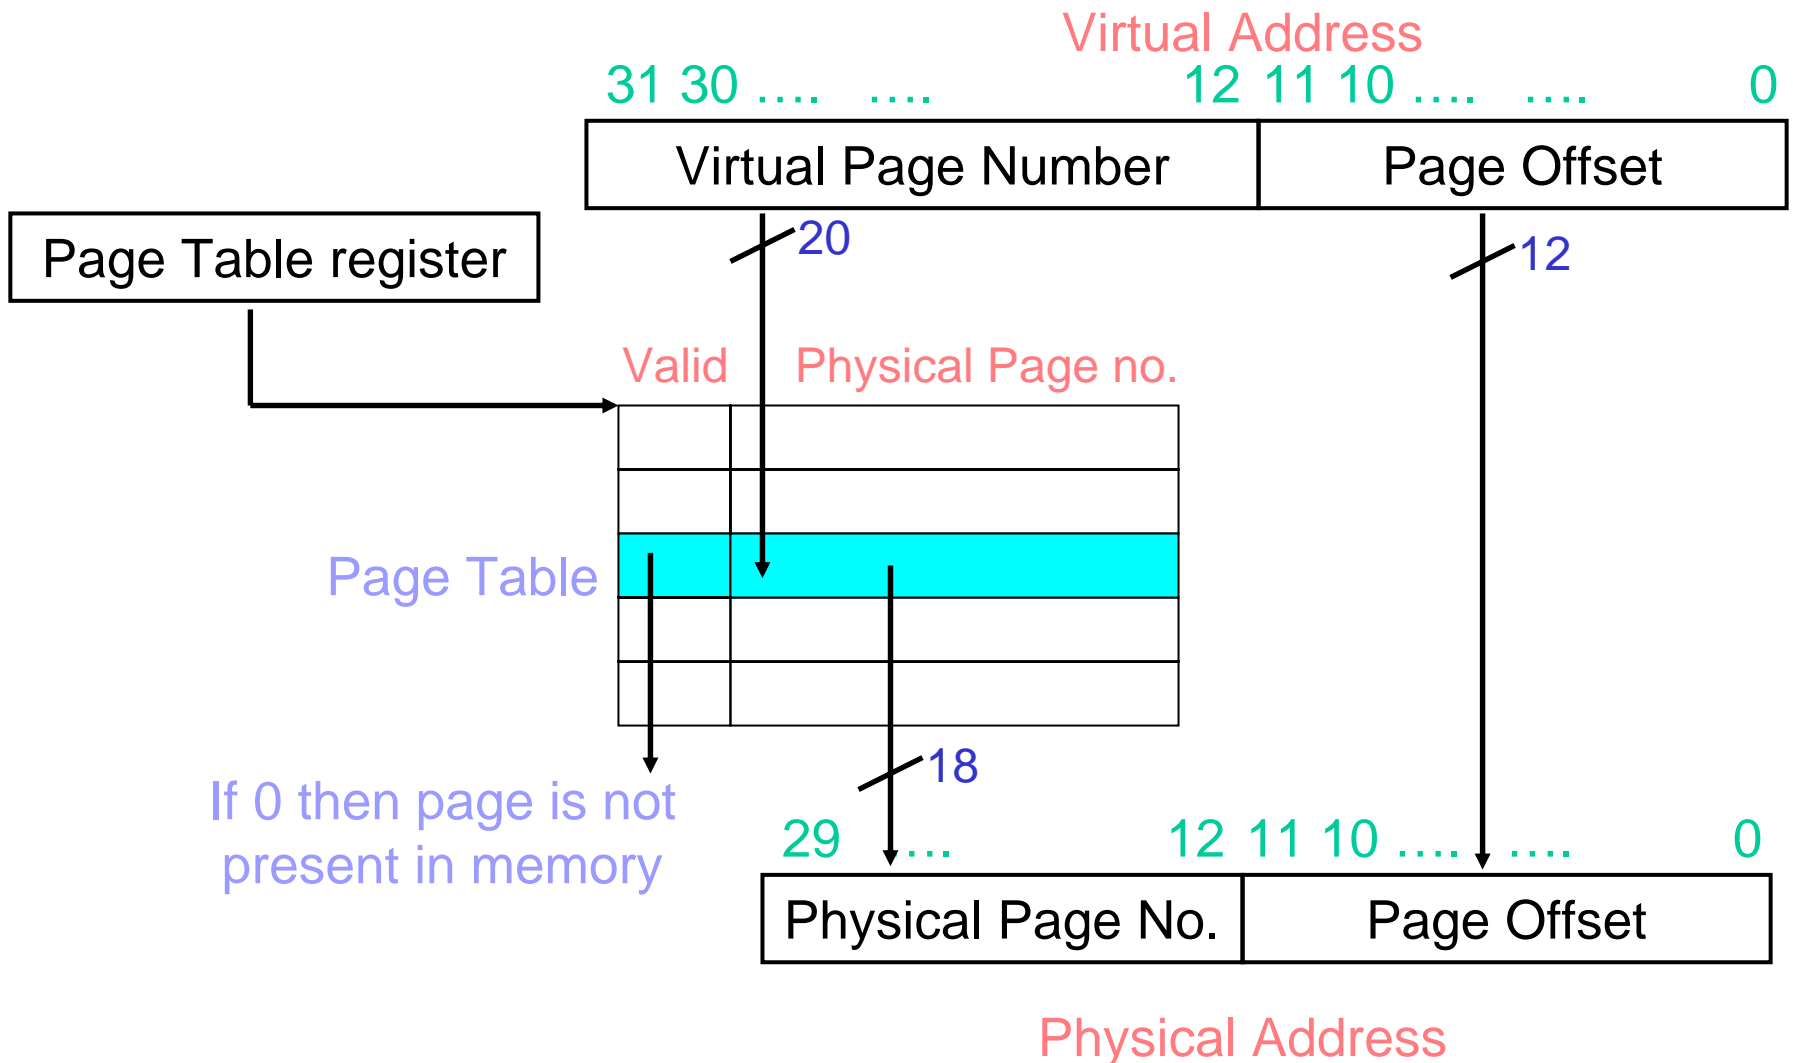 Virtual Address
31 30 .... .... 12 11 10 .... .... 0
Virtual Page Number Page Offset
Page Table register
20
12
Valid Physical Page no.
Page Table
18
If 0 then page is not
present in memory
29 .... 12 11 10 .... .... 0
Physical Page No. Page Offset
Physical Address